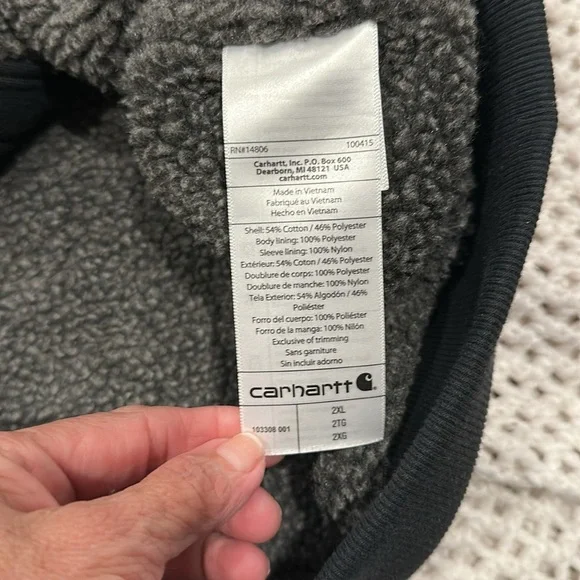 RN#14806 100415
Carhartt, Inc. P.O. Box 600
Dearborn, MI 48121 USA
carhartt.com
Made in Vietnam
Fabriqué au Vietnam
Hecho en Vietnam
Shell: 54% Cotton / 46% Polyester
Body lining: 100% Polyester
Sleeve lining: 100% Nylon
Extérieur: 54% Coton / 46% Polyester
Doublure de corps: 100% Polyester
Doublure de manche: 100% Nylon
Tela Exterior: 54% Algodón / 46%
Poliéster
Forro del cuerpo: 100% Poliéster
Forro de la manga: 100% Nilón
Exclusive of trimming
Sans garniture
Sin incluir adorno
carhartt
103308 001
2XL
2TG
2XG